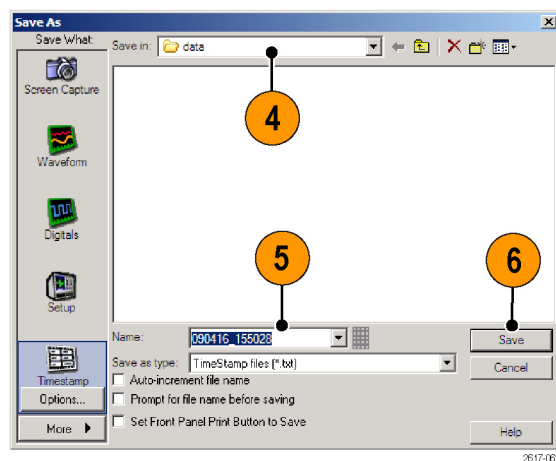 Save As
Save What:
Save in: data
Screen Capture
4
Waveform
Digitals
5
6
Setup
Name: 090416_155028
Save
Save as type: TimeStamp files (*.txt)
Cancel
Timestamp
Auto-increment file name
Options...
Prompt for file name before saving
Set Front Panel Print Button to Save
More
Help
2617-06